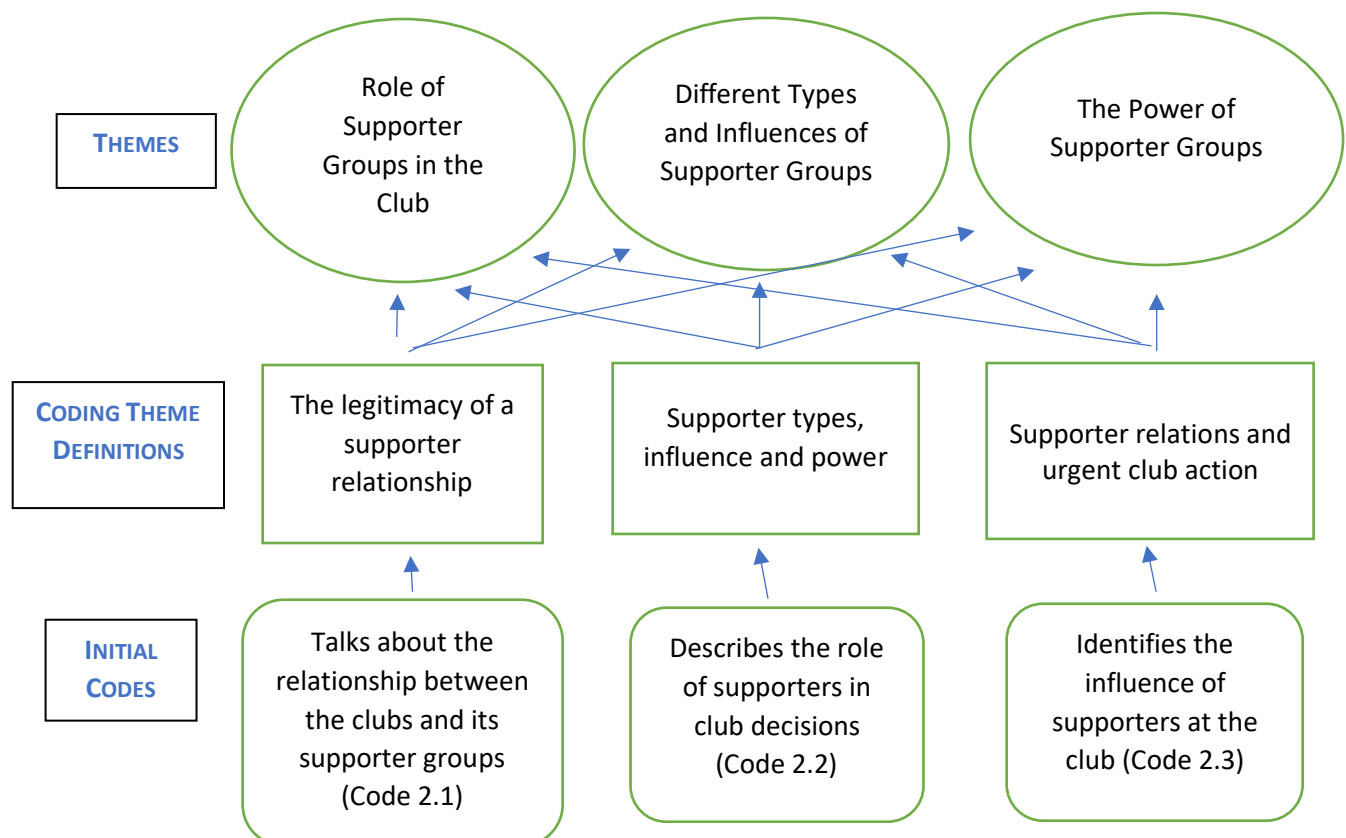 THEMES
Role of
Supporter
Groups in the
Club
Different Types
and Influences of
Supporter Groups
The Power of
Supporter Groups
CODING THEME
DEFINITIONS
The legitimacy of a
supporter
relationship
Supporter types,
influence and power
Supporter relations and
urgent club action
INITIAL
CODES
Talks about the
relationship between
the clubs and its
supporter groups
(Code 2.1)
Describes the role
of supporters in
club decisions
(Code 2.2)
Identifies the
influence of
supporters at the
club (Code 2.3)